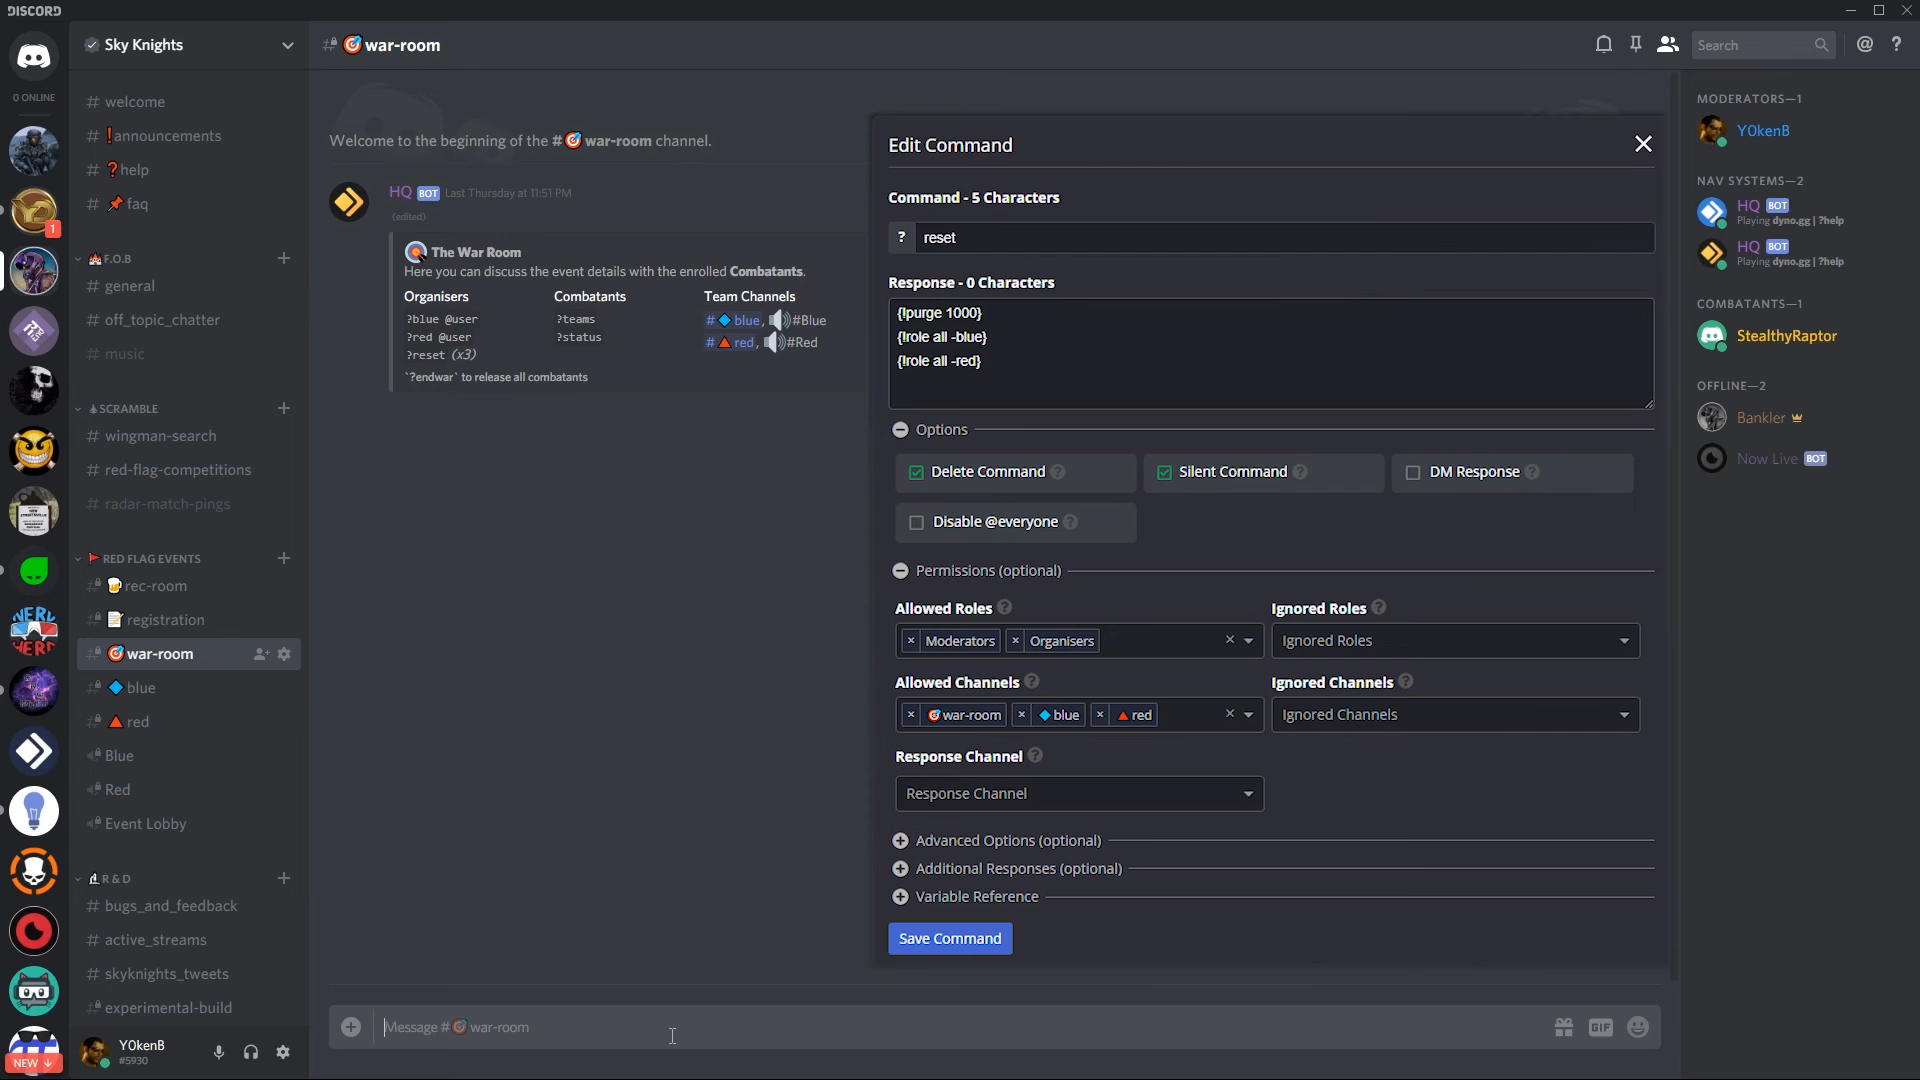 DISCORD
0 ONLINE
1
NEW ↓
Sky Knights
# welcome
# ❗announcements
# ❓help
# 📌 faq
F.O.B +
# general
# off_topic_chatter
# music
SCRAMBLE +
# wingman-search
# red-flag-competitions
# radar-match-pings
RED FLAG EVENTS +
🍺rec-room
📝 registration
🎯war-room
🔷 blue
🔺 red
Blue
Red
Event Lobby
R & D +
# bugs_and_feedback
# active_streams
# skyknights_tweets
# experimental-build
Y0kenB
#5930
# 🎯war-room
Search
@ ?
Welcome to the beginning of the #🎯war-room channel.
HQ BOT Last Thursday at 11:51 PM
(edited)
The War Room
Here you can discuss the event details with the enrolled Combatants.
Organisers Combatants Team Channels
?blue @user ?teams #🔷 blue, 🔊#Blue
?red @user ?status #🔺 red, 🔊#Red
?reset (x3)
`?endwar` to release all combatants
Message #🎯war-room
GIF
Edit Command
Command - 5 Characters
? reset
Response - 0 Characters
{!purge 1000}
{!role all -blue}
{!role all -red}
Options
Delete Command ? Silent Command ? DM Response ?
Disable @everyone ?
Permissions (optional)
Allowed Roles ? Ignored Roles ?
× Moderators × Organisers × Ignored Roles
Allowed Channels ? Ignored Channels ?
× 🎯war-room × 🔷blue × 🔺red × Ignored Channels
Response Channel ?
Response Channel
Advanced Options (optional)
Additional Responses (optional)
Variable Reference
Save Command
MODERATORS—1
Y0kenB
NAV SYSTEMS—2
HQ BOT
Playing dyno.gg | ?help
HQ BOT
Playing dyno.gg | ?help
COMBATANTS—1
StealthyRaptor
OFFLINE—2
Bankler
Now Live BOT